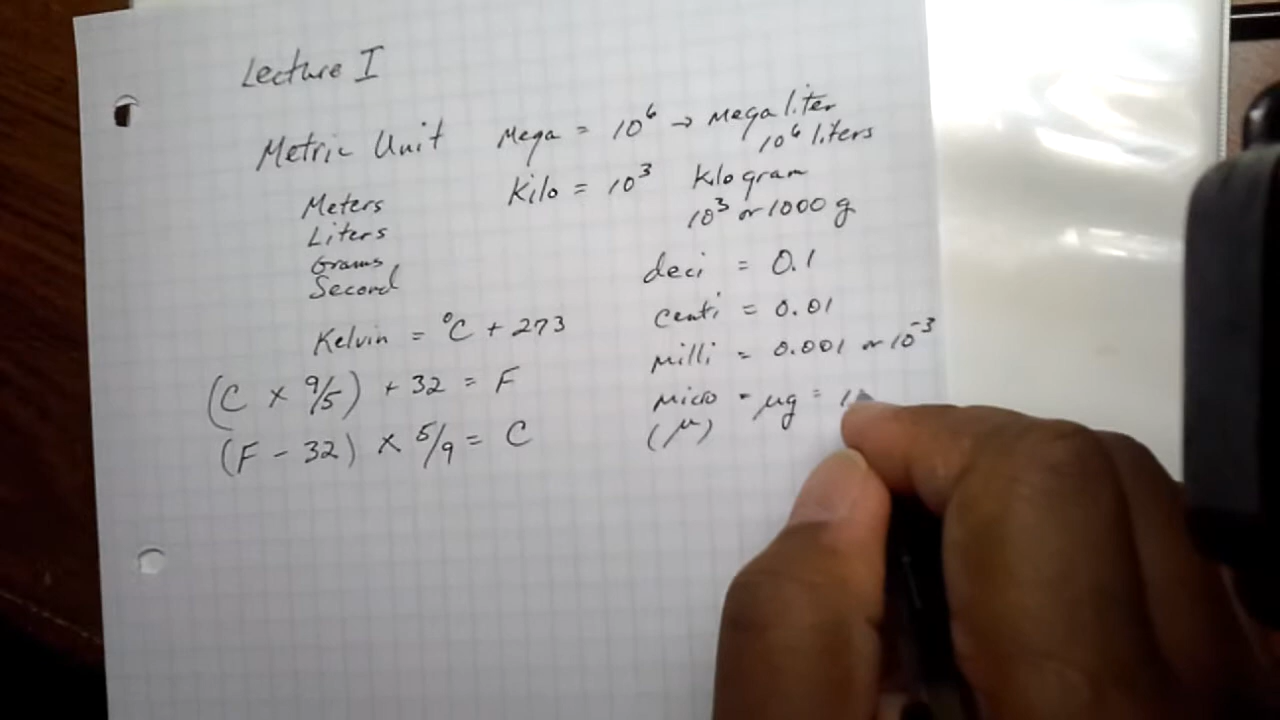 Lecture I
Metric Unit
Meters
Liters
Grams
Second
Kelvin = °C + 273
(C × 9/5) + 32 = F
(F - 32) × 5/9 = C
Mega = 10⁶ → Megaliter
10⁶ liters
Kilo = 10³ Kilogram
10³ or 1000 g
deci = 0.1
centi = 0.01
milli = 0.001 or 10⁻³
micro = μg = 1
(μ)